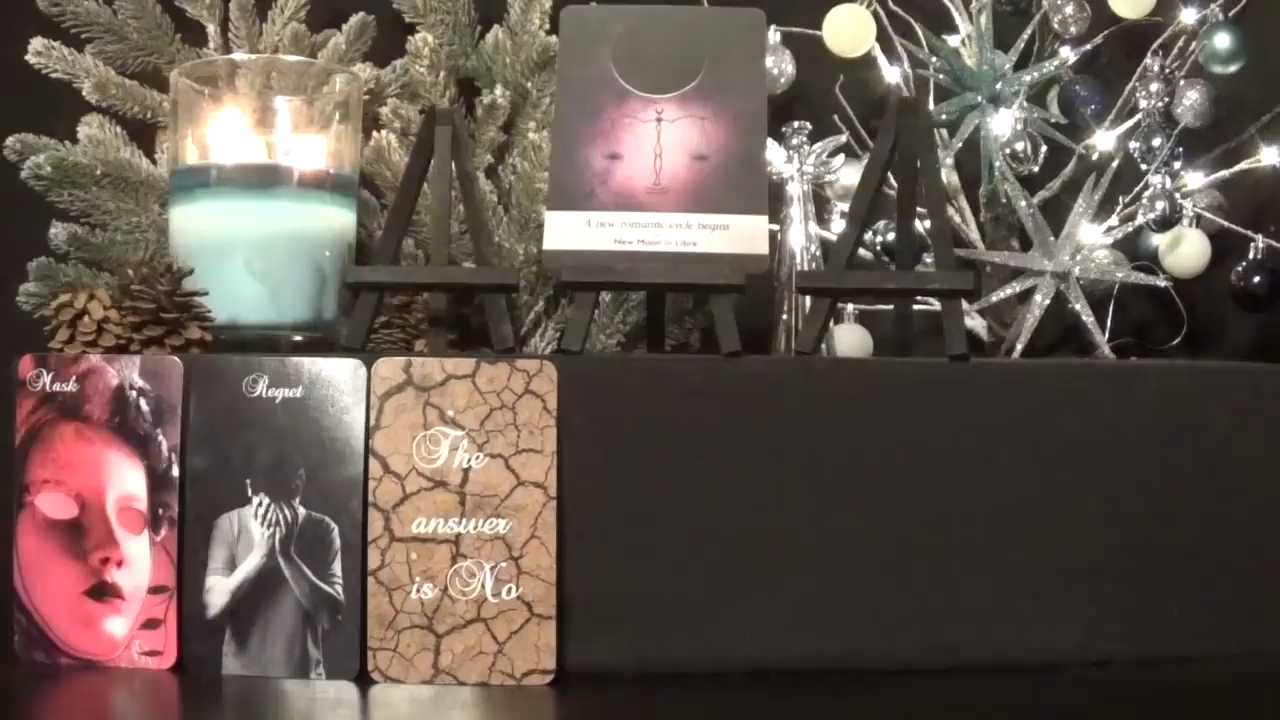 A new romantic cycle begins
New Moon in Libra
Mask
Regret
The
answer
is No